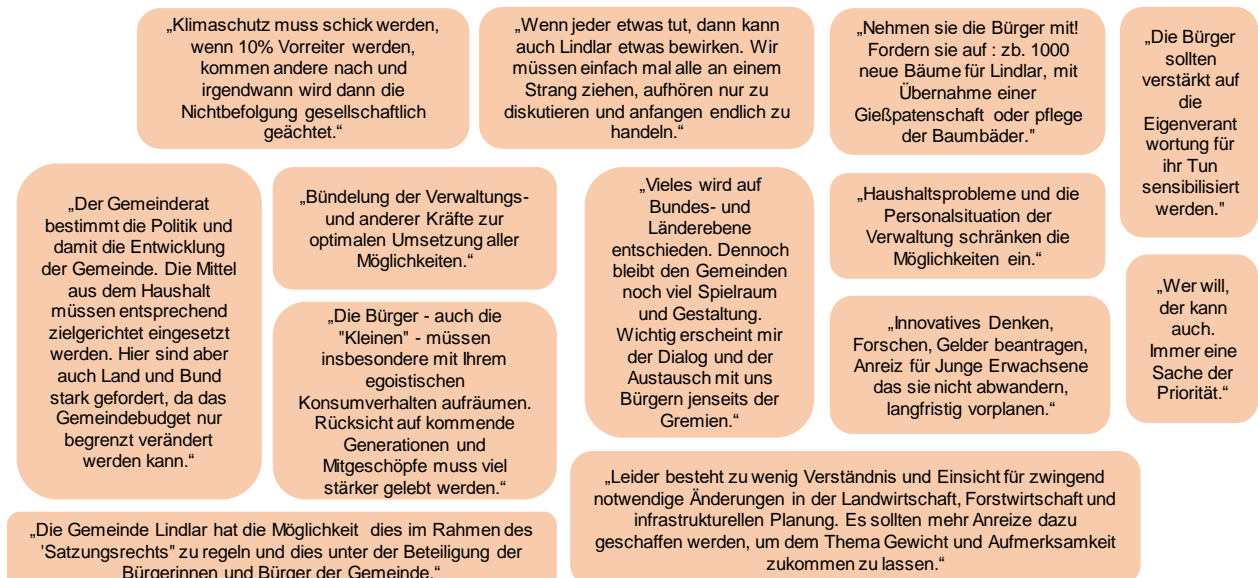 „Klimaschutz muss schick werden,
wenn 10% Vorreiter werden,
kommen andere nach und
irgendwann wird dann die
Nichtbefolgung gesellschaftlich
geächtet.“
„Wenn jeder etwas tut, dann kann
auch Lindlar etwas bewirken. Wir
müssen einfach mal alle an einem
Strang ziehen, aufhören nur zu
diskutieren und anfangen endlich zu
handeln.“
„Nehmen sie die Bürger mit!
Fordern sie auf : zb. 1000
neue Bäume für Lindlar, mit
Übernahme einer
Gießpatenschaft oder pflege
der Baumbäder."
„Die Bürger
sollten
verstärkt auf
die
Eigenverant
wortung für
ihr Tun
sensibilisiert
werden."
„Der Gemeinderat
bestimmt die Politik und
damit die Entwicklung
der Gemeinde. Die Mittel
aus dem Haushalt
müssen entsprechend
zielgerichtet eingesetzt
werden. Hier sind aber
auch Land und Bund
stark gefordert, da das
Gemeindebudget nur
begrenzt verändert
werden kann.“
„Bündelung der Verwaltungs-
und anderer Kräfte zur
optimalen Umsetzung aller
Möglichkeiten.“
„Vieles wird auf
Bundes- und
Länderebene
entschieden. Dennoch
bleibt den Gemeinden
noch viel Spielraum
und Gestaltung.
Wichtig erscheint mir
der Dialog und der
Austausch mit uns
Bürgern jenseits der
Gremien.“
„Haushaltsprobleme und die
Personalsituation der
Verwaltung schränken die
Möglichkeiten ein.“
„Wer will,
der kann
auch.
Immer eine
Sache der
Priorität.“
„Die Bürger - auch die
"Kleinen" - müssen
insbesondere mit Ihrem
egoistischen
Konsumverhalten aufräumen.
Rücksicht auf kommende
Generationen und
Mitgeschöpfe muss viel
stärker gelebt werden.“
„Innovatives Denken,
Forschen, Gelder beantragen,
Anreiz für Junge Erwachsene
das sie nicht abwandern,
langfristig vorplanen.“
„Leider besteht zu wenig Verständnis und Einsicht für zwingend
notwendige Änderungen in der Landwirtschaft, Forstwirtschaft und
infrastrukturellen Planung. Es sollten mehr Anreize dazu
geschaffen werden, um dem Thema Gewicht und Aufmerksamkeit
zukommen zu lassen.“
„Die Gemeinde Lindlar hat die Möglichkeit dies im Rahmen des
'Satzungsrechts" zu regeln und dies unter der Beteiligung der
Bürgerinnen und Bürger der Gemeinde.“